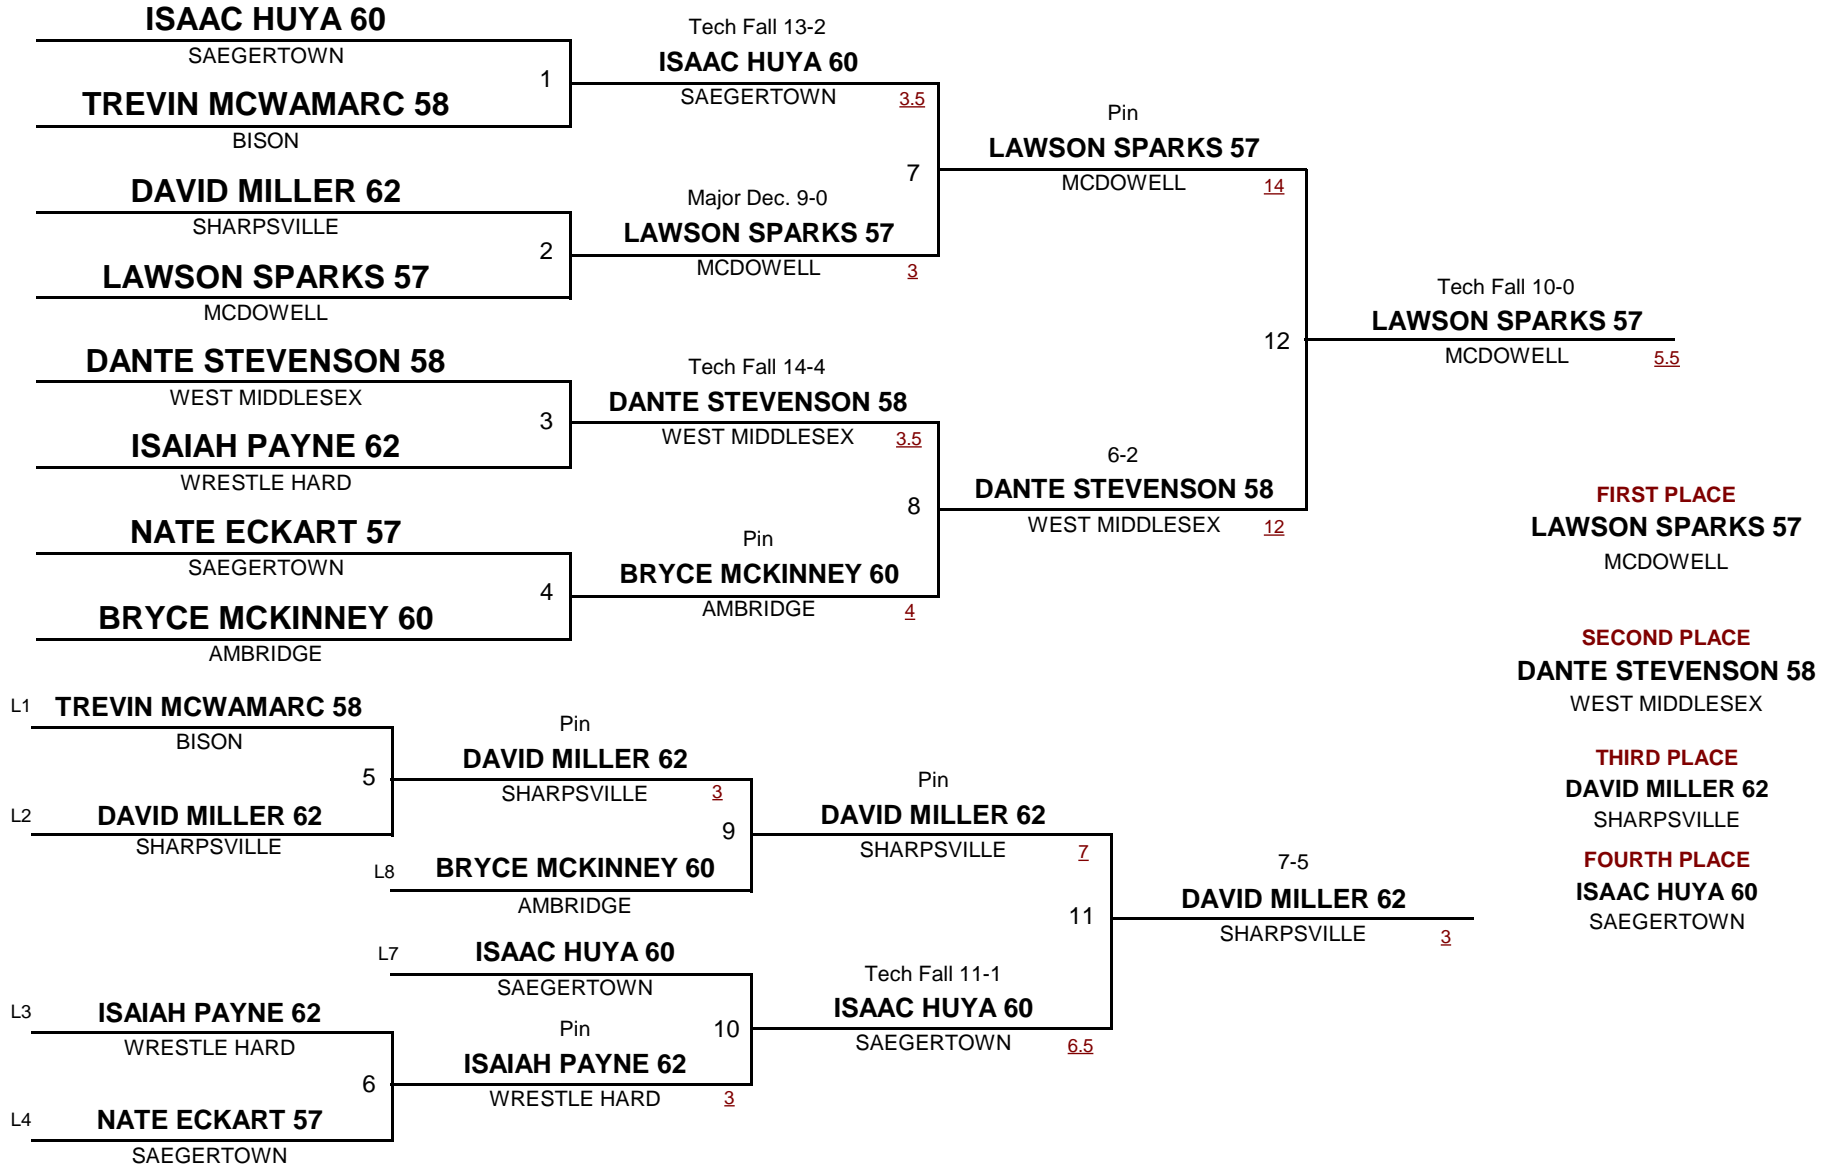 ISAAC HUYA 60
SAEGERTOWN
1
TREVIN MCWAMARC 58
BISON
DAVID MILLER 62
SHARPSVILLE
2
LAWSON SPARKS 57
MCDOWELL
DANTE STEVENSON 58
WEST MIDDLESEX
3
ISAIAH PAYNE 62
WRESTLE HARD
NATE ECKART 57
SAEGERTOWN
4
BRYCE MCKINNEY 60
AMBRIDGE
Tech Fall 13-2
ISAAC HUYA 60
SAEGERTOWN 3.5
7
Major Dec. 9-0
LAWSON SPARKS 57
MCDOWELL 3
Tech Fall 14-4
DANTE STEVENSON 58
WEST MIDDLESEX 3.5
8
Pin
BRYCE MCKINNEY 60
AMBRIDGE 4
Pin
LAWSON SPARKS 57
MCDOWELL 14
12
6-2
DANTE STEVENSON 58
WEST MIDDLESEX 12
Tech Fall 10-0
LAWSON SPARKS 57
MCDOWELL 5.5
FIRST PLACE
LAWSON SPARKS 57
MCDOWELL
SECOND PLACE
DANTE STEVENSON 58
WEST MIDDLESEX
THIRD PLACE
DAVID MILLER 62
SHARPSVILLE
FOURTH PLACE
ISAAC HUYA 60
SAEGERTOWN
L1 TREVIN MCWAMARC 58
BISON
5
L2 DAVID MILLER 62
SHARPSVILLE
L3 ISAIAH PAYNE 62
WRESTLE HARD
6
L4 NATE ECKART 57
SAEGERTOWN
Pin
DAVID MILLER 62
SHARPSVILLE 3
9
L8 BRYCE MCKINNEY 60
AMBRIDGE
L7 ISAAC HUYA 60
SAEGERTOWN
10
Pin
ISAIAH PAYNE 62
WRESTLE HARD 3
Pin
DAVID MILLER 62
SHARPSVILLE 7
11
Tech Fall 11-1
ISAAC HUYA 60
SAEGERTOWN 6.5
7-5
DAVID MILLER 62
SHARPSVILLE 3